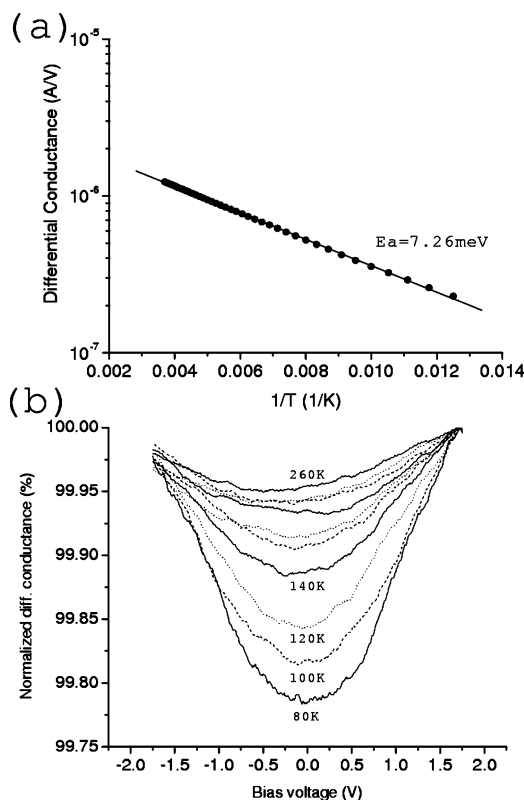 (a)
10^-5
10^-6
10^-7
Differential Conductance (A/V)
Ea=7.26meV
0.002 0.004 0.006 0.008 0.010 0.012 0.014
1/T (1/K)
(b)
100.00
99.95
99.90
99.85
99.80
99.75
Normalized diff. conductance (%)
260K
140K
120K
100K
80K
-2.0 -1.5 -1.0 -0.5 0.0 0.5 1.0 1.5 2.0
Bias voltage (V)